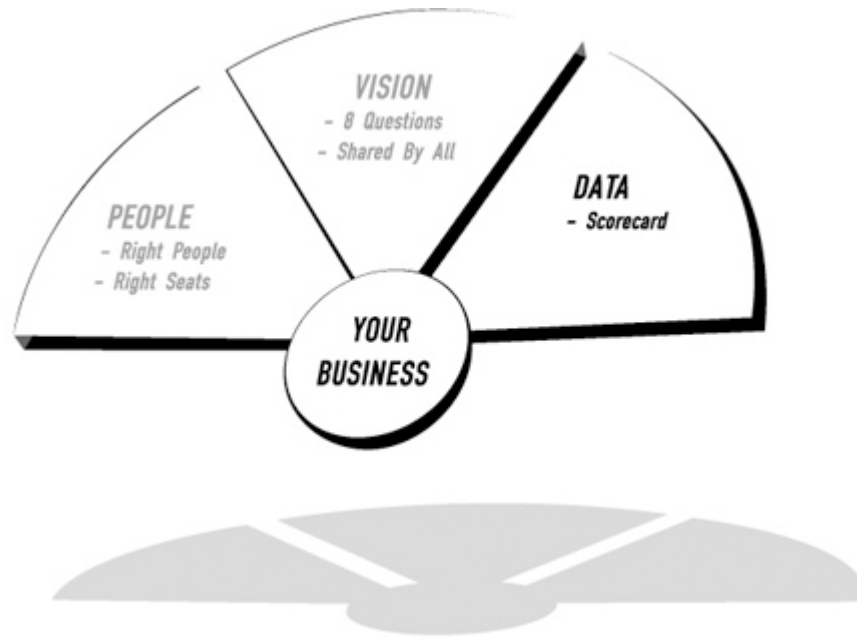 VISION
- 8 Questions
- Shared By All
DATA
- Scorecard
PEOPLE
- Right People
- Right Seats
YOUR
BUSINESS